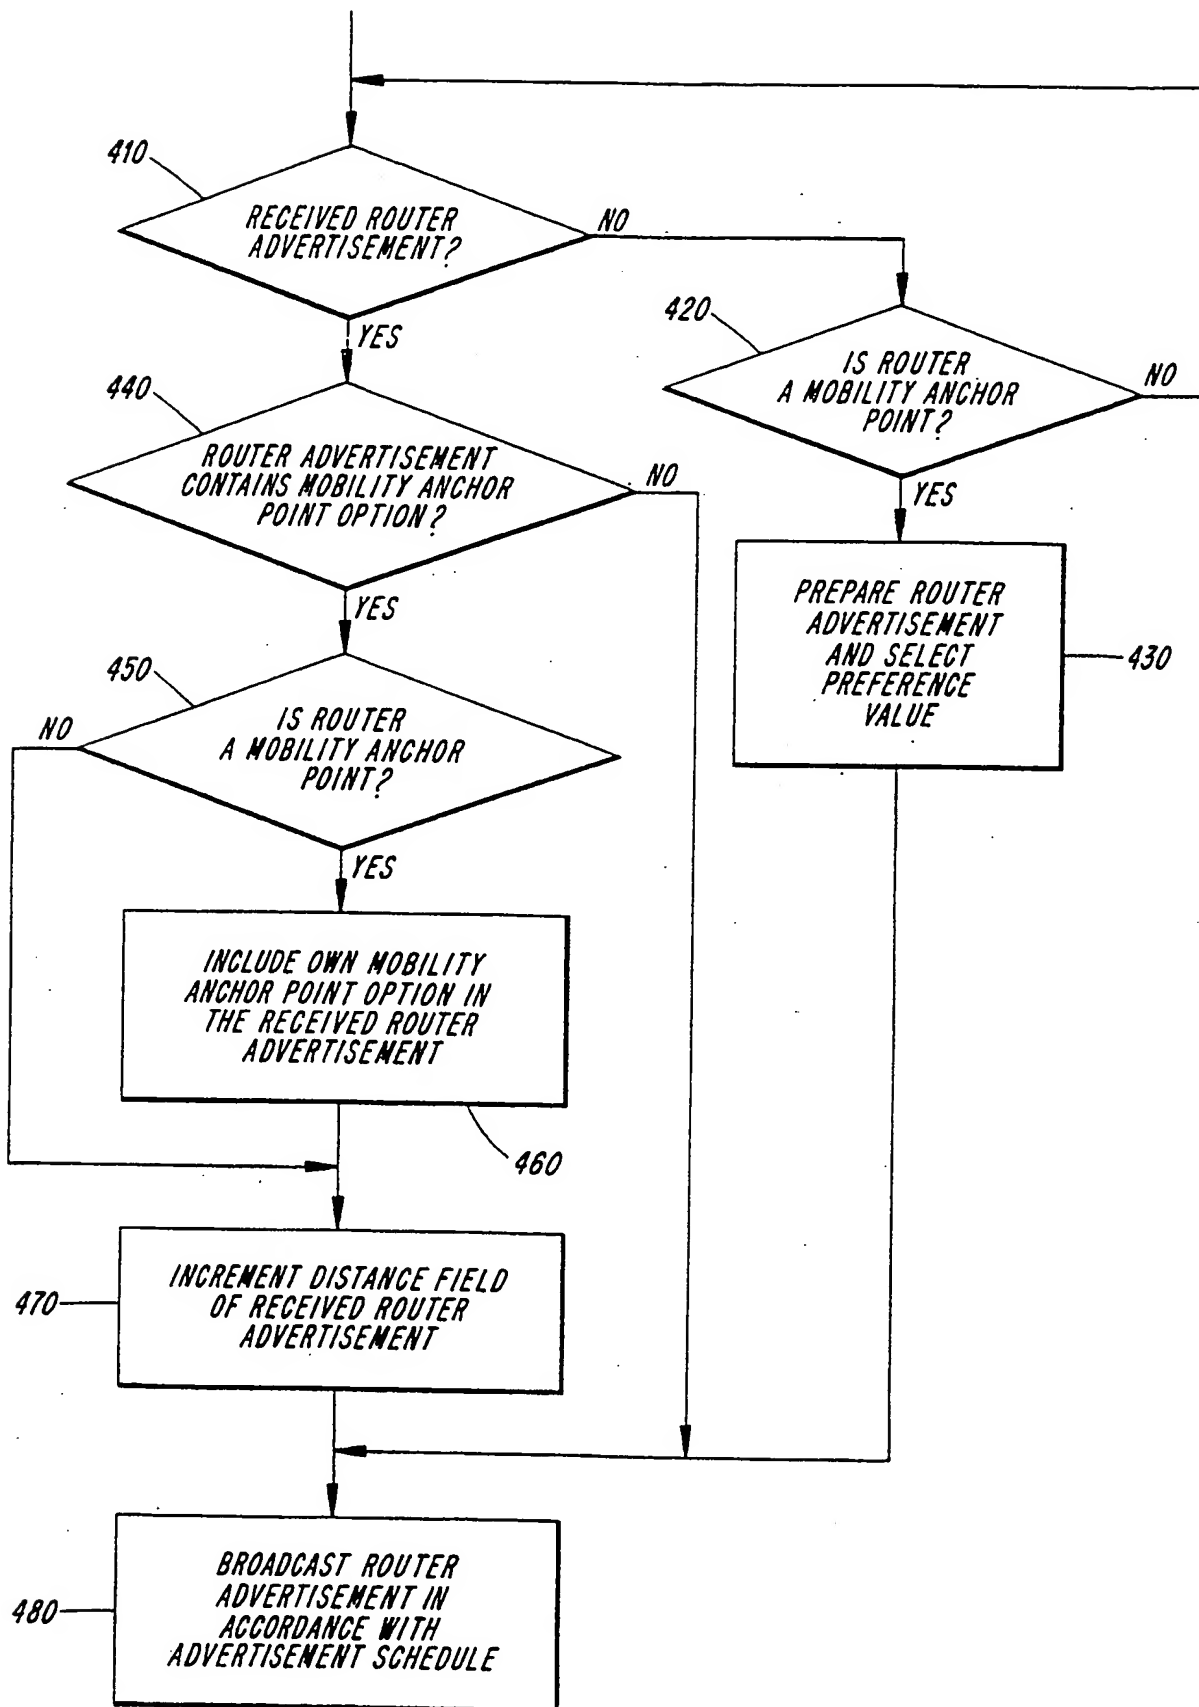 410
RECEIVED ROUTER
ADVERTISEMENT?
NO
YES
420
IS ROUTER
A MOBILITY ANCHOR
POINT?
NO
YES
440
ROUTER ADVERTISEMENT
CONTAINS MOBILITY ANCHOR
POINT OPTION?
NO
YES
PREPARE ROUTER
ADVERTISEMENT
AND SELECT
PREFERENCE
VALUE
430
450
NO
IS ROUTER
A MOBILITY ANCHOR
POINT?
YES
INCLUDE OWN MOBILITY
ANCHOR POINT OPTION IN
THE RECEIVED ROUTER
ADVERTISEMENT
460
470
INCREMENT DISTANCE FIELD
OF RECEIVED ROUTER
ADVERTISEMENT
480
BROADCAST ROUTER
ADVERTISEMENT IN
ACCORDANCE WITH
ADVERTISEMENT SCHEDULE